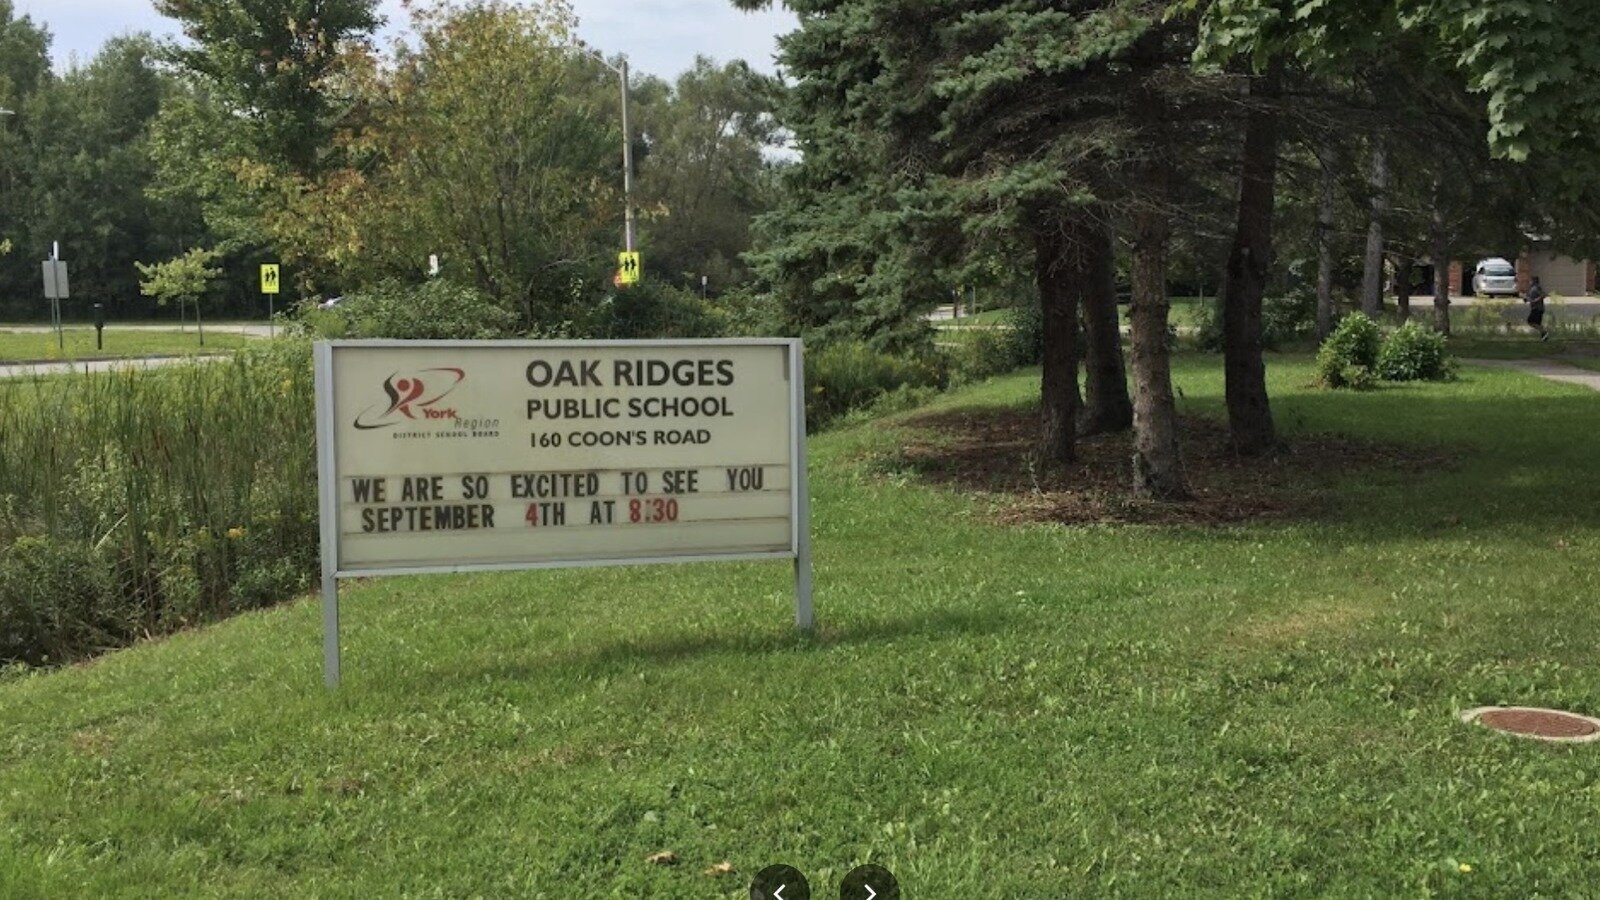 York
Region
DISTRICT SCHOOL BOARD
OAK RIDGES
PUBLIC SCHOOL
160 COON'S ROAD
WE ARE SO EXCITED TO SEE YOU
SEPTEMBER 4TH AT 8:30